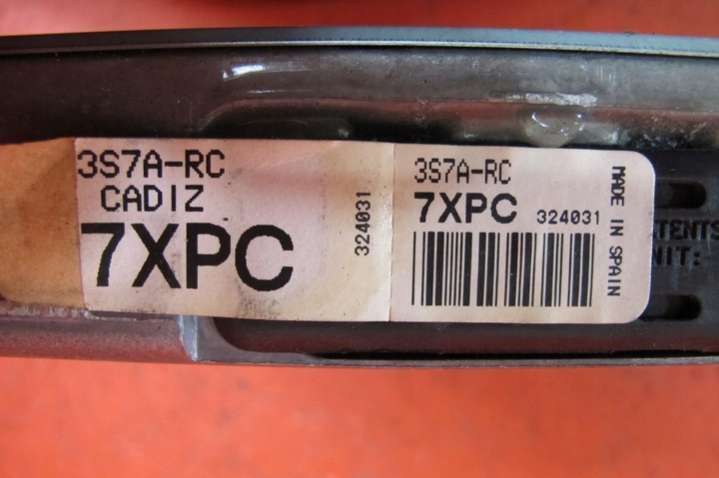 3S7A-RC
CADIZ
7XPC
324031
3S7A-RC
7XPC 324031
MADE IN SPAIN